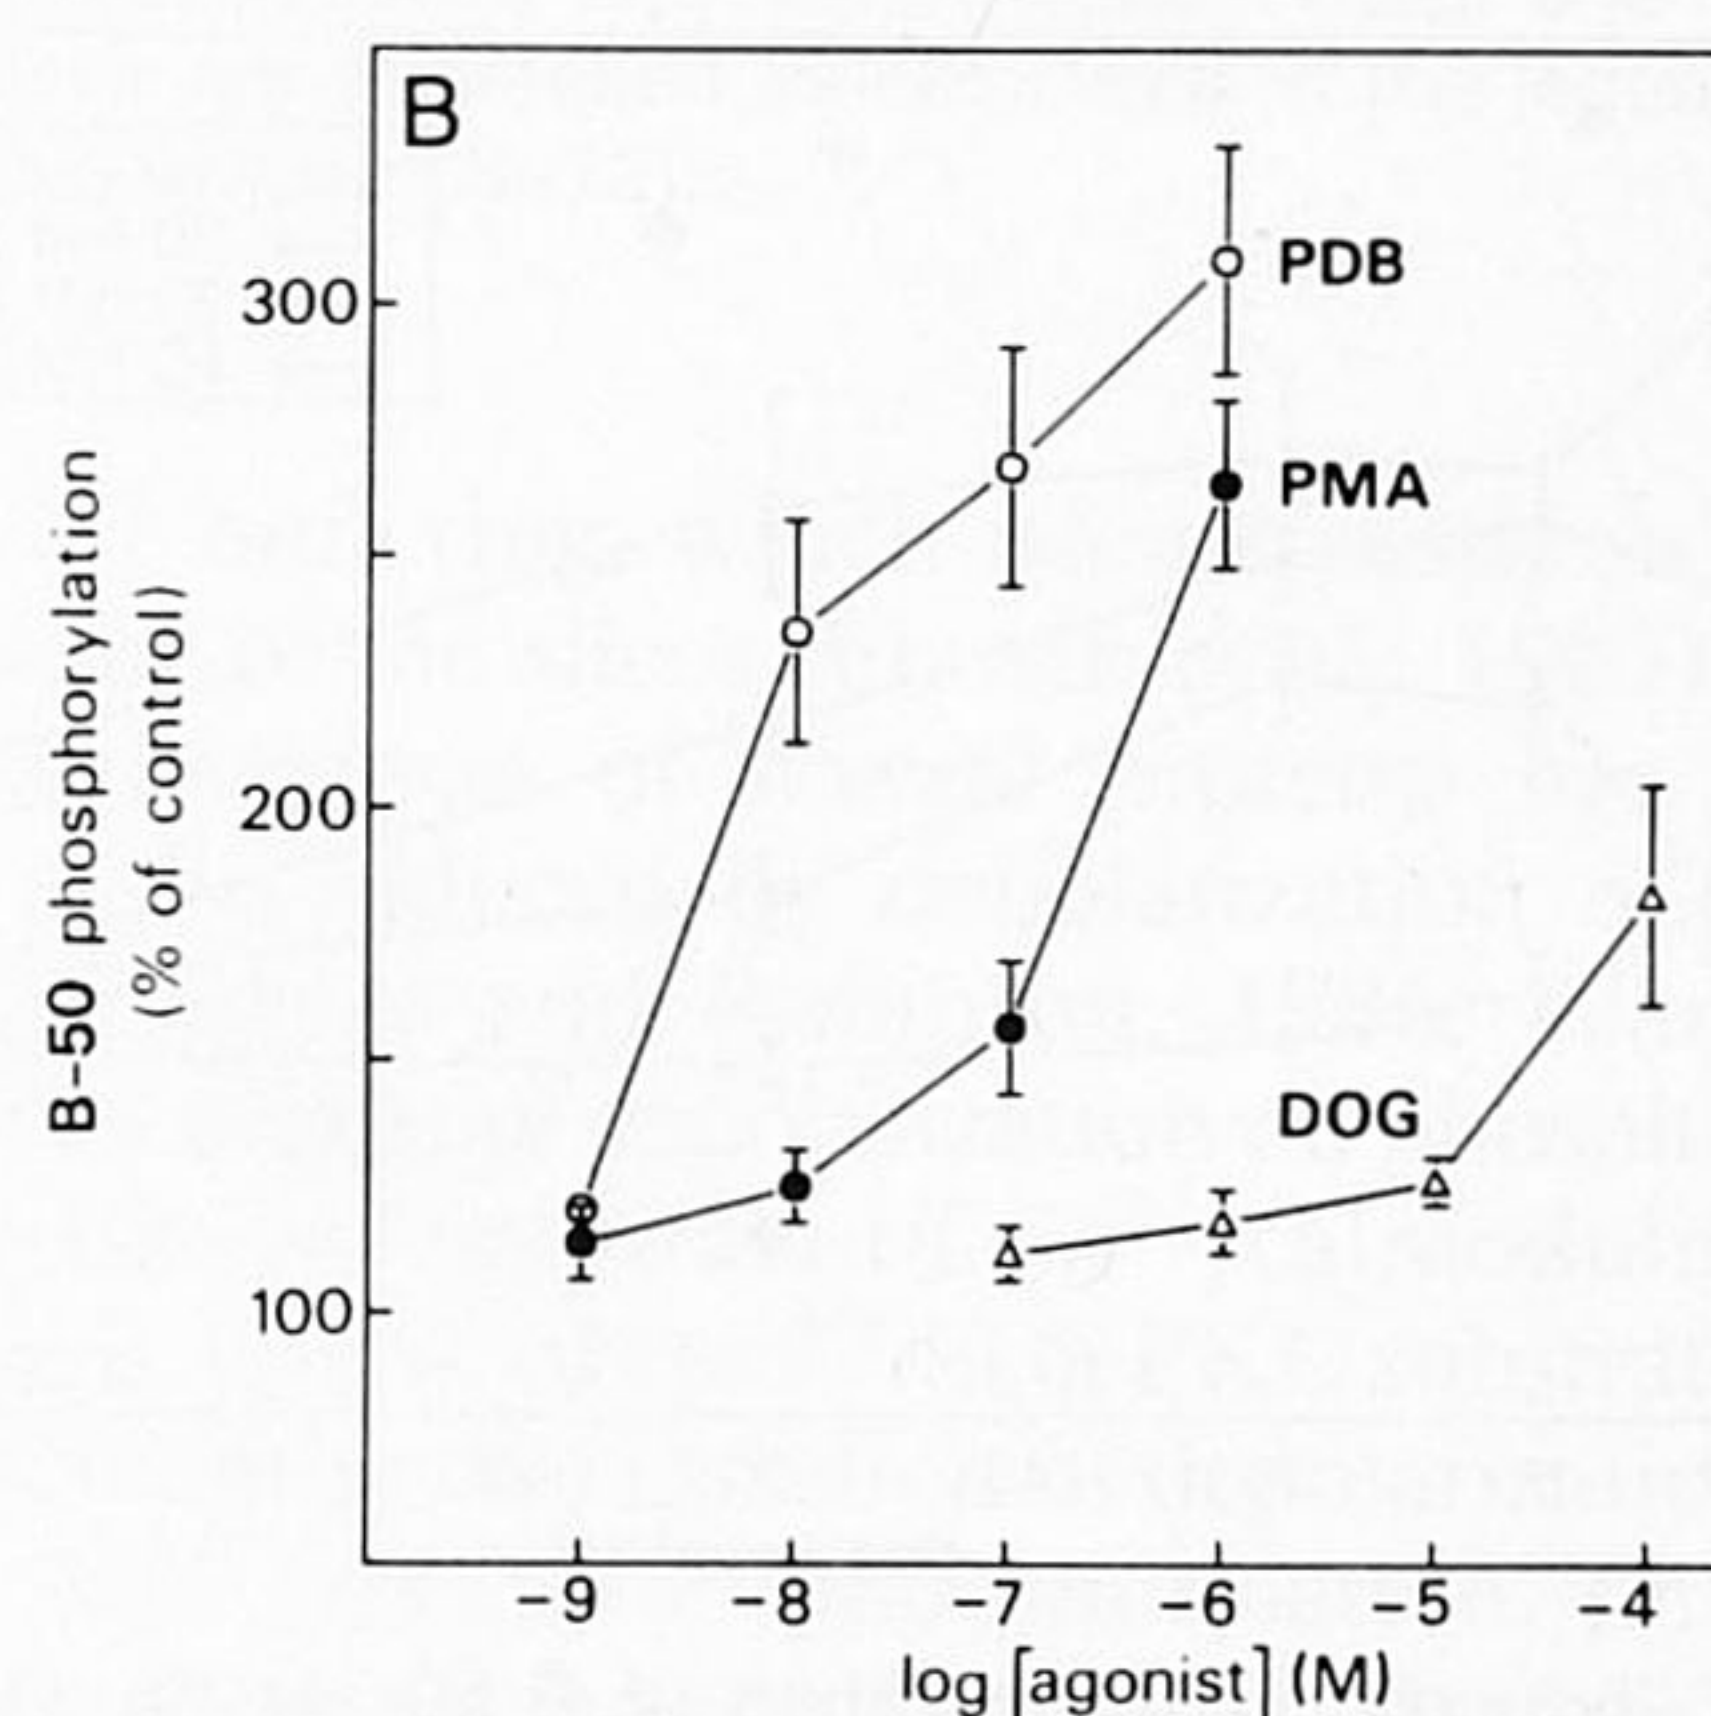 B
PDB
300
PMA
B-50 phosphorylation
(% of control)
200
DOG
100
-9 -8 -7 -6 -5 -4
log [agonist] (M)